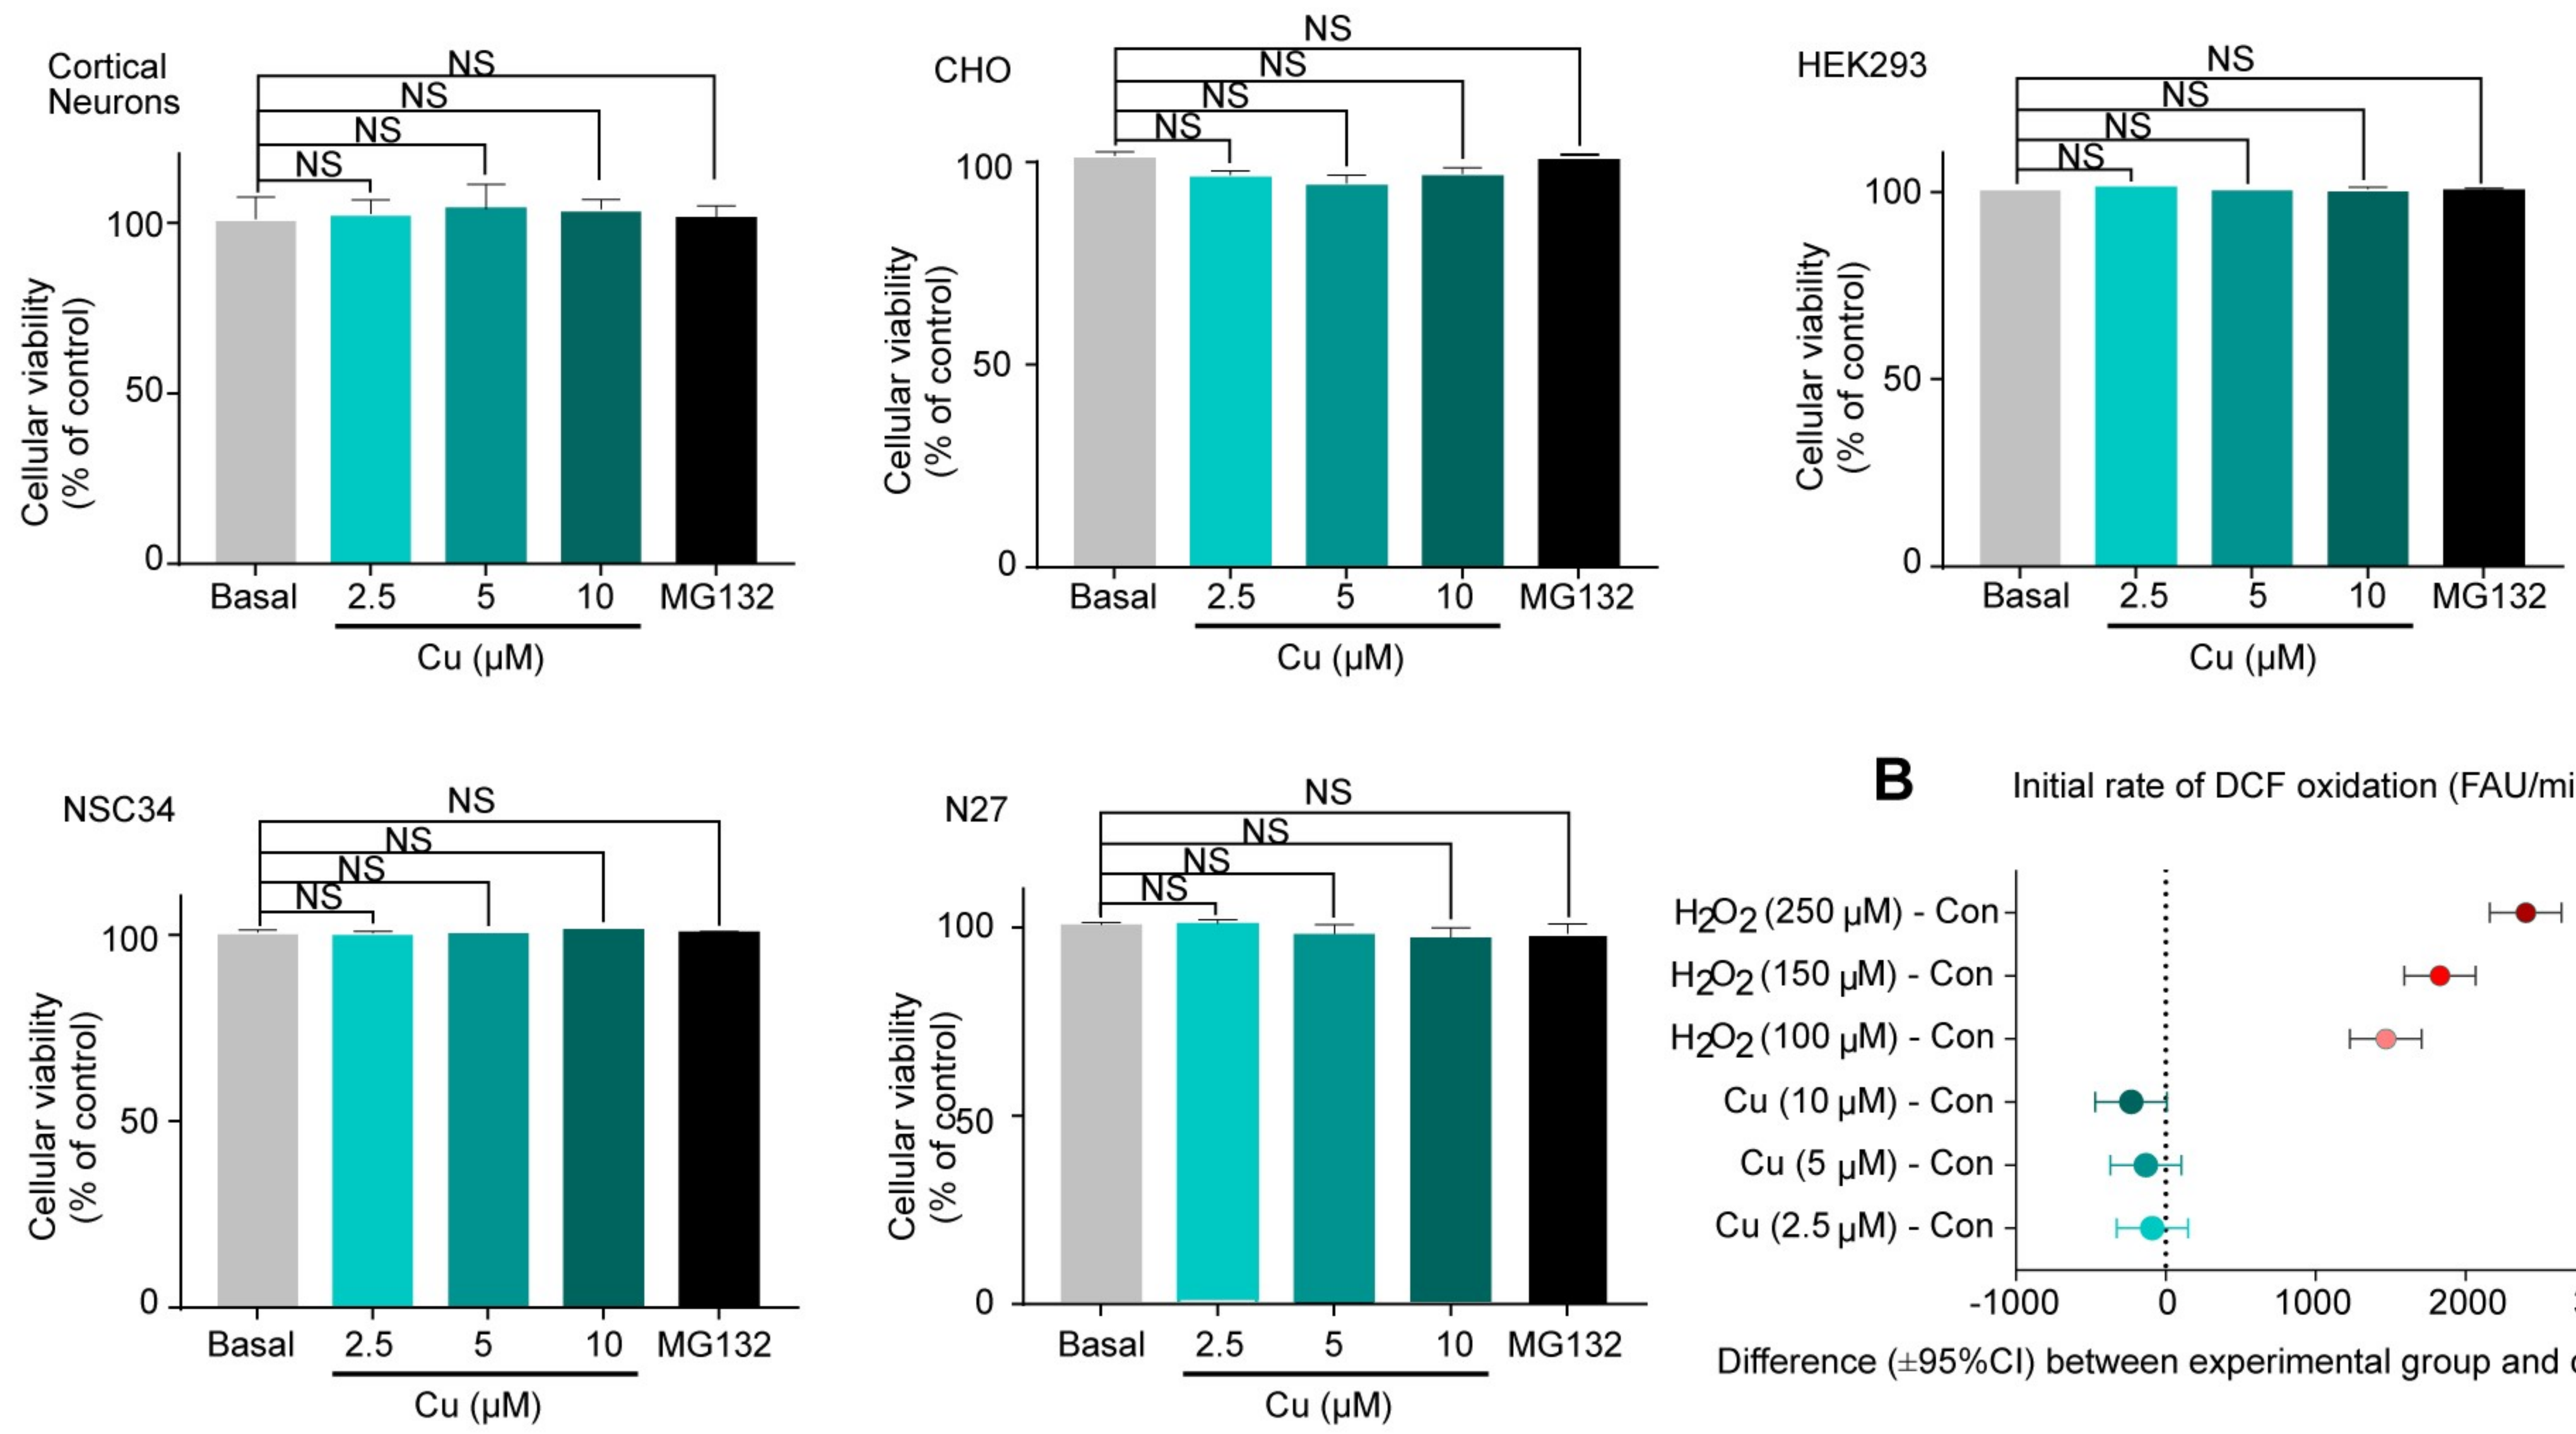 Cortical
Neurons
NS
NS
NS
NS
100
50
0
Cellular viability
(% of control)
Basal 2.5 5 10 MG132
Cu (µM)
CHO
NS
NS
NS
NS
100
50
0
Cellular viability
(% of control)
Basal 2.5 5 10 MG132
Cu (µM)
HEK293
NS
NS
NS
NS
100
50
0
Cellular viability
(% of control)
Basal 2.5 5 10 MG132
Cu (µM)
NSC34
NS
NS
NS
NS
100
50
0
Cellular viability
(% of control)
Basal 2.5 5 10 MG132
Cu (µM)
N27
NS
NS
NS
NS
100
50
0
Cellular viability
(% of control)
Basal 2.5 5 10 MG132
Cu (µM)
B
Initial rate of DCF oxidation (FAU/mi
H2O2 (250 µM) - Con
H2O2 (150 µM) - Con
H2O2 (100 µM) - Con
Cu (10 µM) - Con
Cu (5 µM) - Con
Cu (2.5 µM) - Con
-1000 0 1000 2000
Difference (±95%CI) between experimental group and